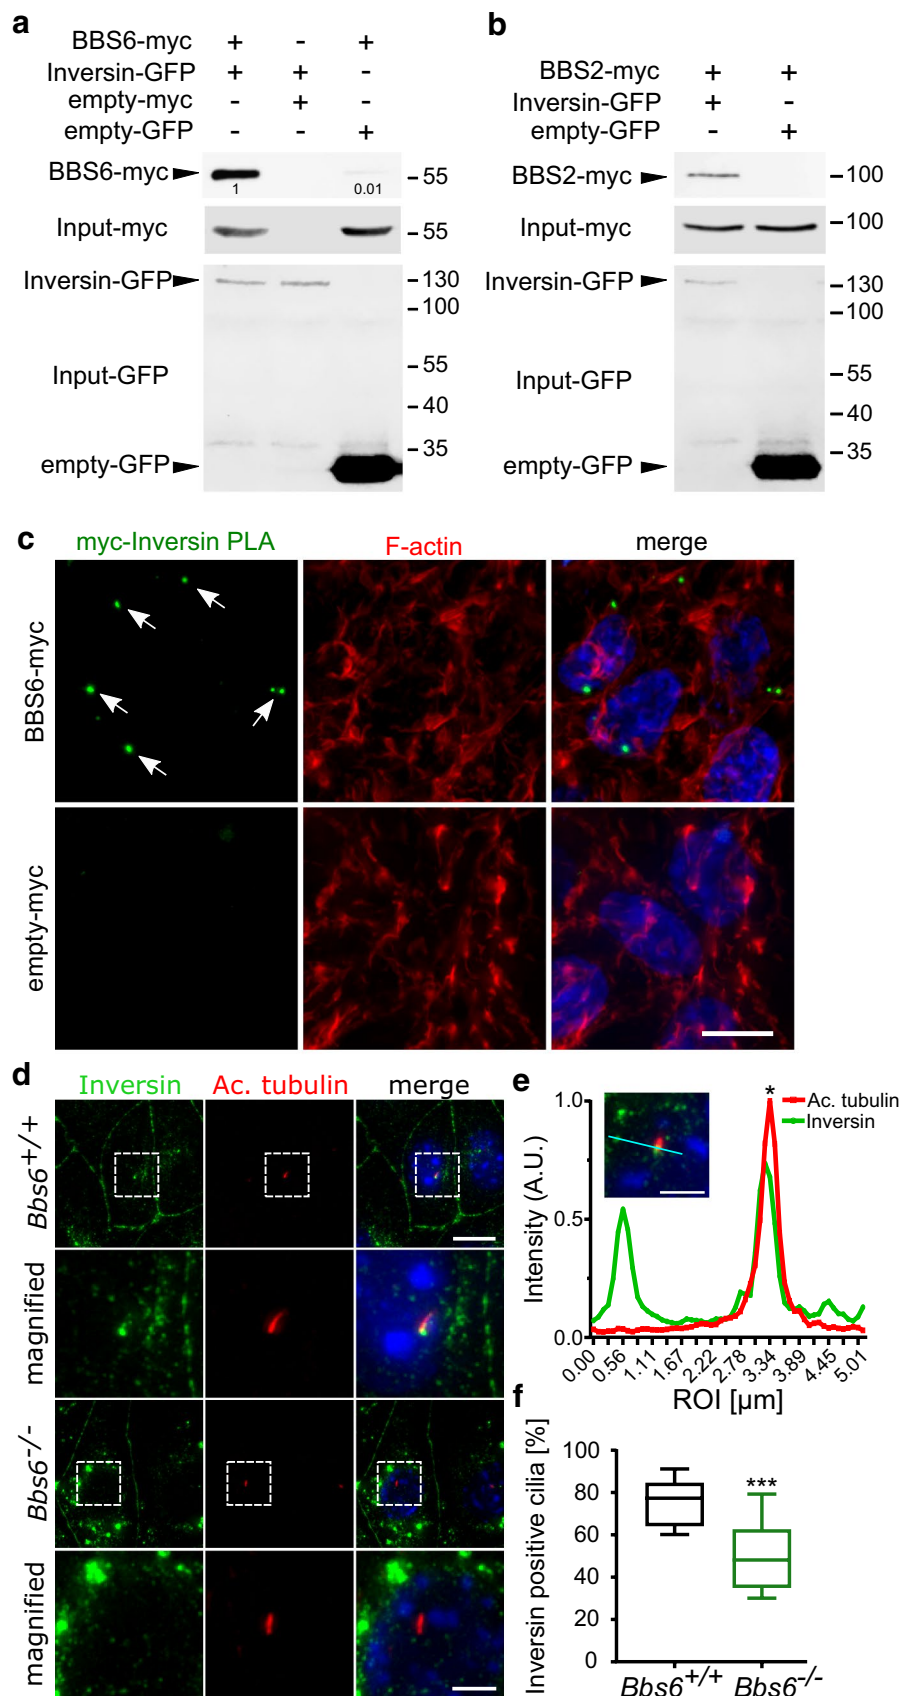 a
BBS6-myc + - +
Inversin-GFP + + -
empty-myc - + -
empty-GFP - - +
BBS6-myc
1 0.01
55
Input-myc
55
Inversin-GFP
130
100
Input-GFP
55
40
35
empty-GFP
b
BBS2-myc + +
Inversin-GFP + -
empty-GFP - +
BBS2-myc
100
Input-myc
100
Inversin-GFP
130
100
Input-GFP
55
40
35
empty-GFP
c
myc-Inversin PLA F-actin merge
BBS6-myc
empty-myc
d
Inversin Ac. tubulin merge
Bbs6+/+
magnified
Bbs6-/-
magnified
e
*
Ac. tubulin
Inversin
Intensity (A.U.)
1.0
0.5
0.0
0.00 0.56 1.11 1.67 2.22 2.78 3.34 3.89 4.45 5.01
ROI [µm]
f
Inversin positive cilia [%]
100
80
60
40
20
0
***
Bbs6+/+ Bbs6-/-